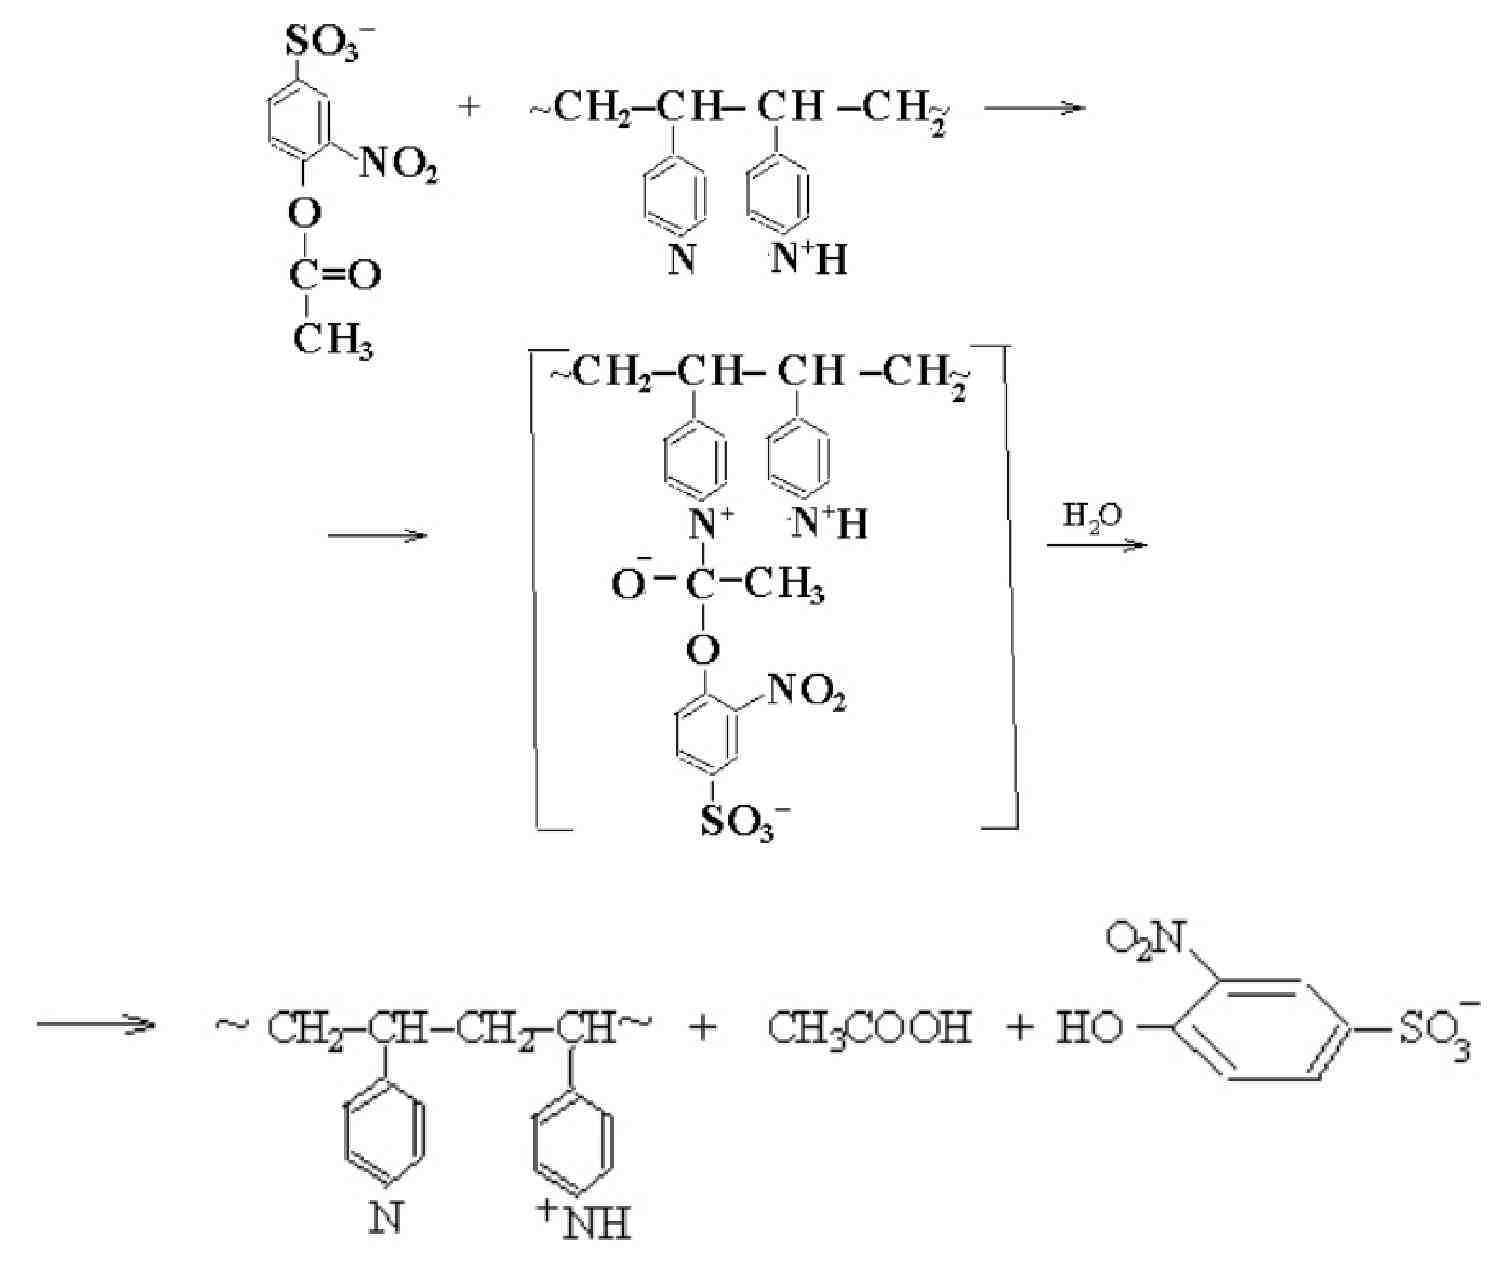 SO₃⁻
+ ~CH₂–CH–CH–CH₂~
NO₂
O
N N⁺H
C=O
CH₃
~CH₂–CH–CH–CH₂~
N⁺ N⁺H
H₂O
O⁻–C–CH₃
O
NO₂
SO₃⁻
O₂N
~CH₂–CH–CH₂–CH~ + CH₃COOH + HO SO₃⁻
N ⁺NH